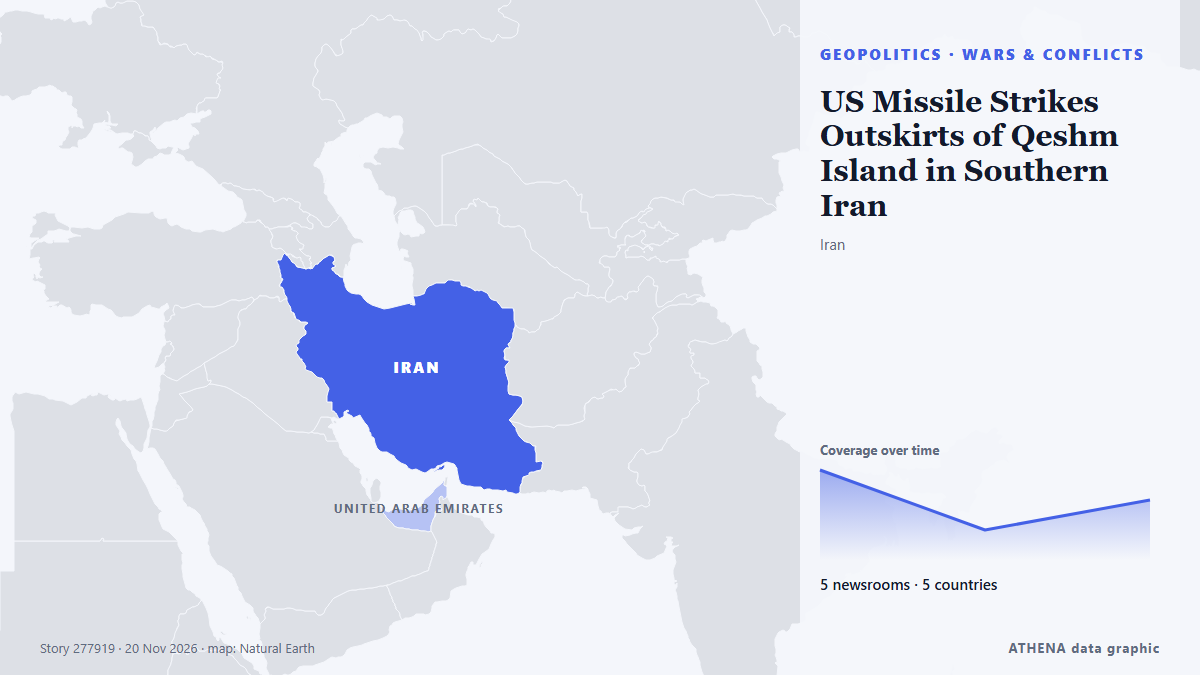 GEOPOLITICS · WARS & CONFLICTS
US Missile Strikes
Outskirts of Qeshm
Island in Southern
Iran
Iran
IRAN
UNITED ARAB EMIRATES
Coverage over time
5 newsrooms · 5 countries
Story 277919 · 20 Nov 2026 · map: Natural Earth
ATHENA data graphic